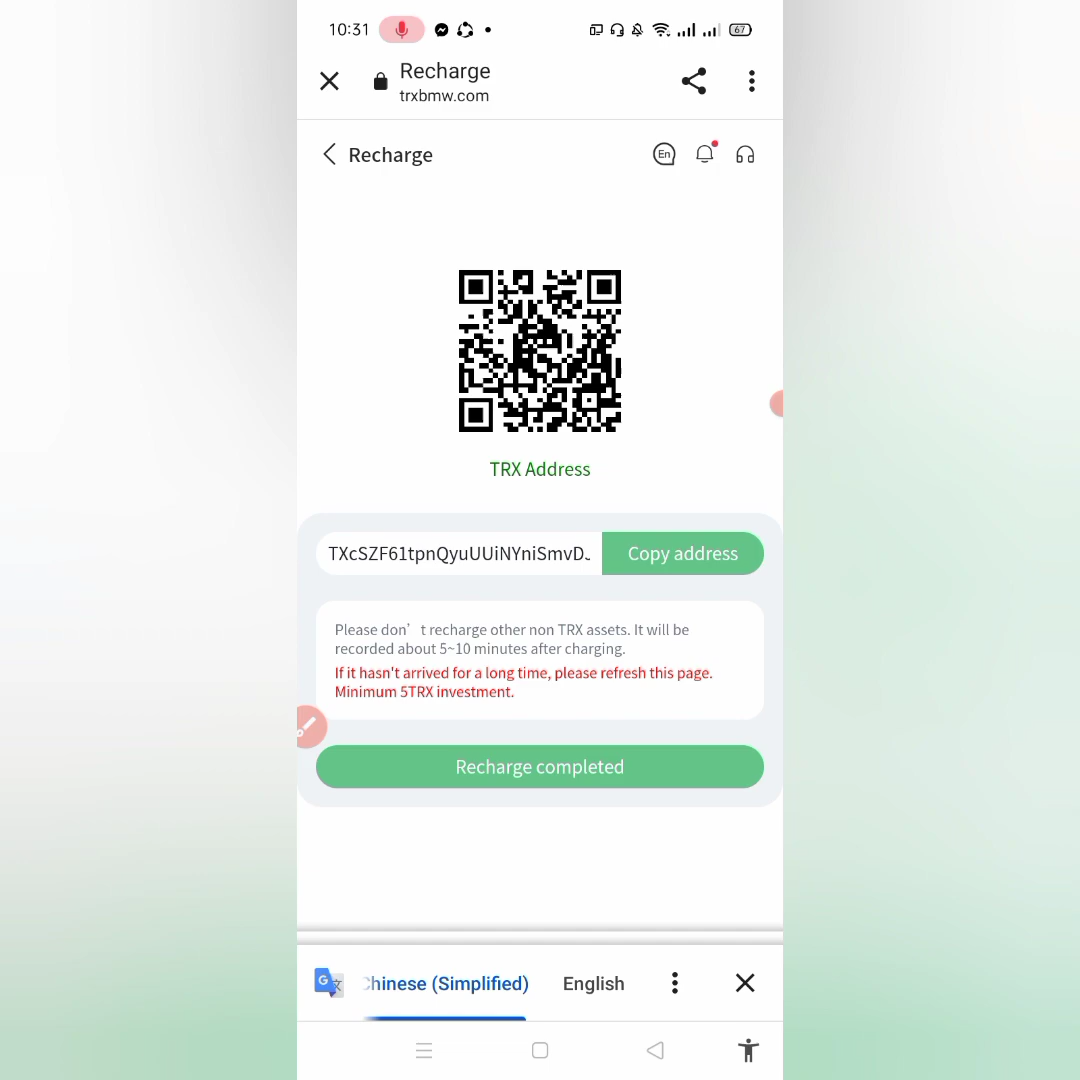 10:31
67
Recharge
trxbmw.com
Recharge
En
TRX Address
TXcSZF61tpnQyuUUiNYniSmvD
Copy address
Please don’t recharge other non TRX assets. It will be
recorded about 5~10 minutes after charging.
If it hasn't arrived for a long time, please refresh this page.
Minimum 5TRX investment.
Recharge completed
G 文
hinese (Simplified)
English